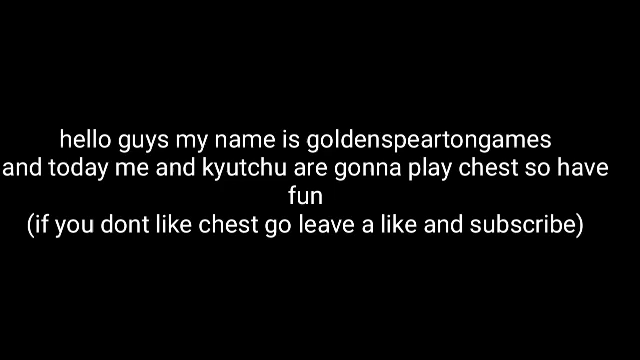 hello guys my name is goldenspeartongames
and today me and kyutchu are gonna play chest so have
fun
(if you dont like chest go leave a like and subscribe)